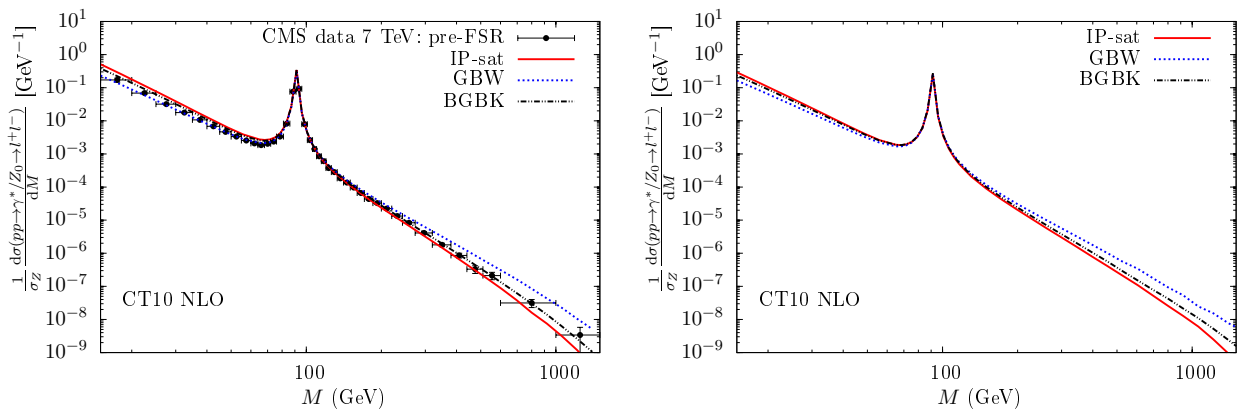 10^1
10^0
10^-1
10^-2
10^-3
10^-4
10^-5
10^-6
10^-7
10^-8
10^-9
1/σ_Z dσ(pp→γ*/Z_0→l^+l^-)/dM [GeV^-1]
CMS data 7 TeV: pre-FSR
IP-sat
GBW
BGBK
CT10 NLO
100
1000
M (GeV)
10^1
10^0
10^-1
10^-2
10^-3
10^-4
10^-5
10^-6
10^-7
10^-8
10^-9
1/σ_Z dσ(pp→γ*/Z_0→l^+l^-)/dM [GeV^-1]
IP-sat
GBW
BGBK
CT10 NLO
100
1000
M (GeV)